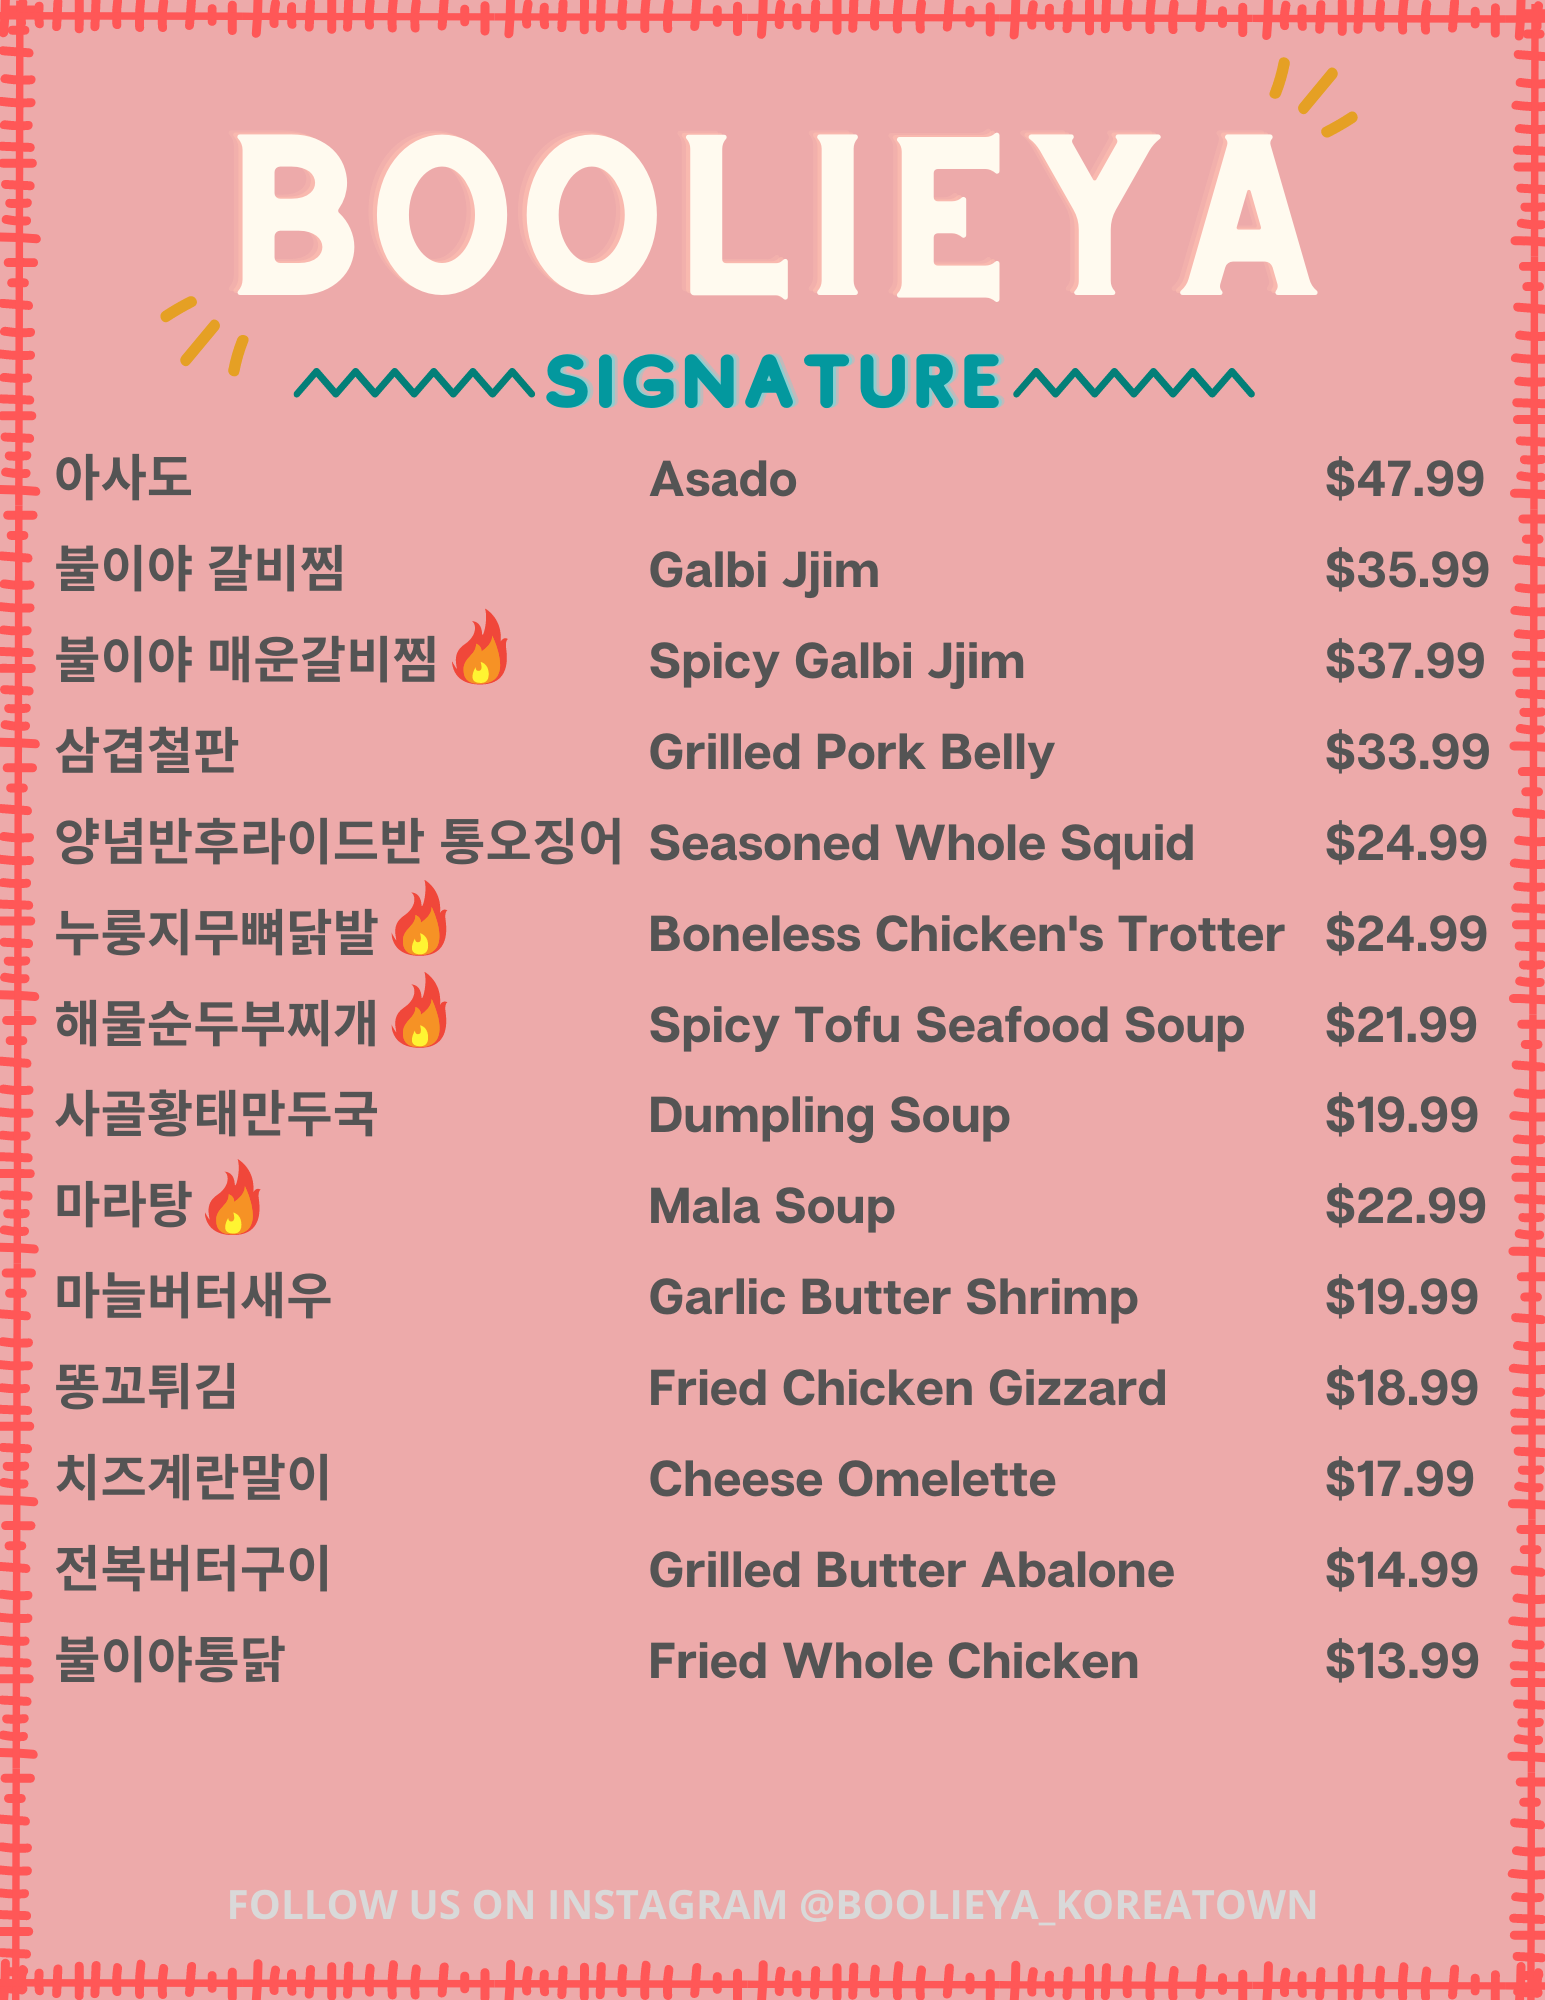 BOOLIEYA
SIGNATURE
아사도 Asado $47.99
불이야 갈비찜 Galbi Jjim $35.99
불이야 매운갈비찜 Spicy Galbi Jjim $37.99
삼겹철판 Grilled Pork Belly $33.99
양념반후라이드반 통오징어 Seasoned Whole Squid $24.99
누룽지무뼈닭발 Boneless Chicken's Trotter $24.99
해물순두부찌개 Spicy Tofu Seafood Soup $21.99
사골황태만두국 Dumpling Soup $19.99
마라탕 Mala Soup $22.99
마늘버터새우 Garlic Butter Shrimp $19.99
똥꼬튀김 Fried Chicken Gizzard $18.99
치즈계란말이 Cheese Omelette $17.99
전복버터구이 Grilled Butter Abalone $14.99
불이야통닭 Fried Whole Chicken $13.99
FOLLOW US ON INSTAGRAM @BOOLIEYA_KOREATOWN